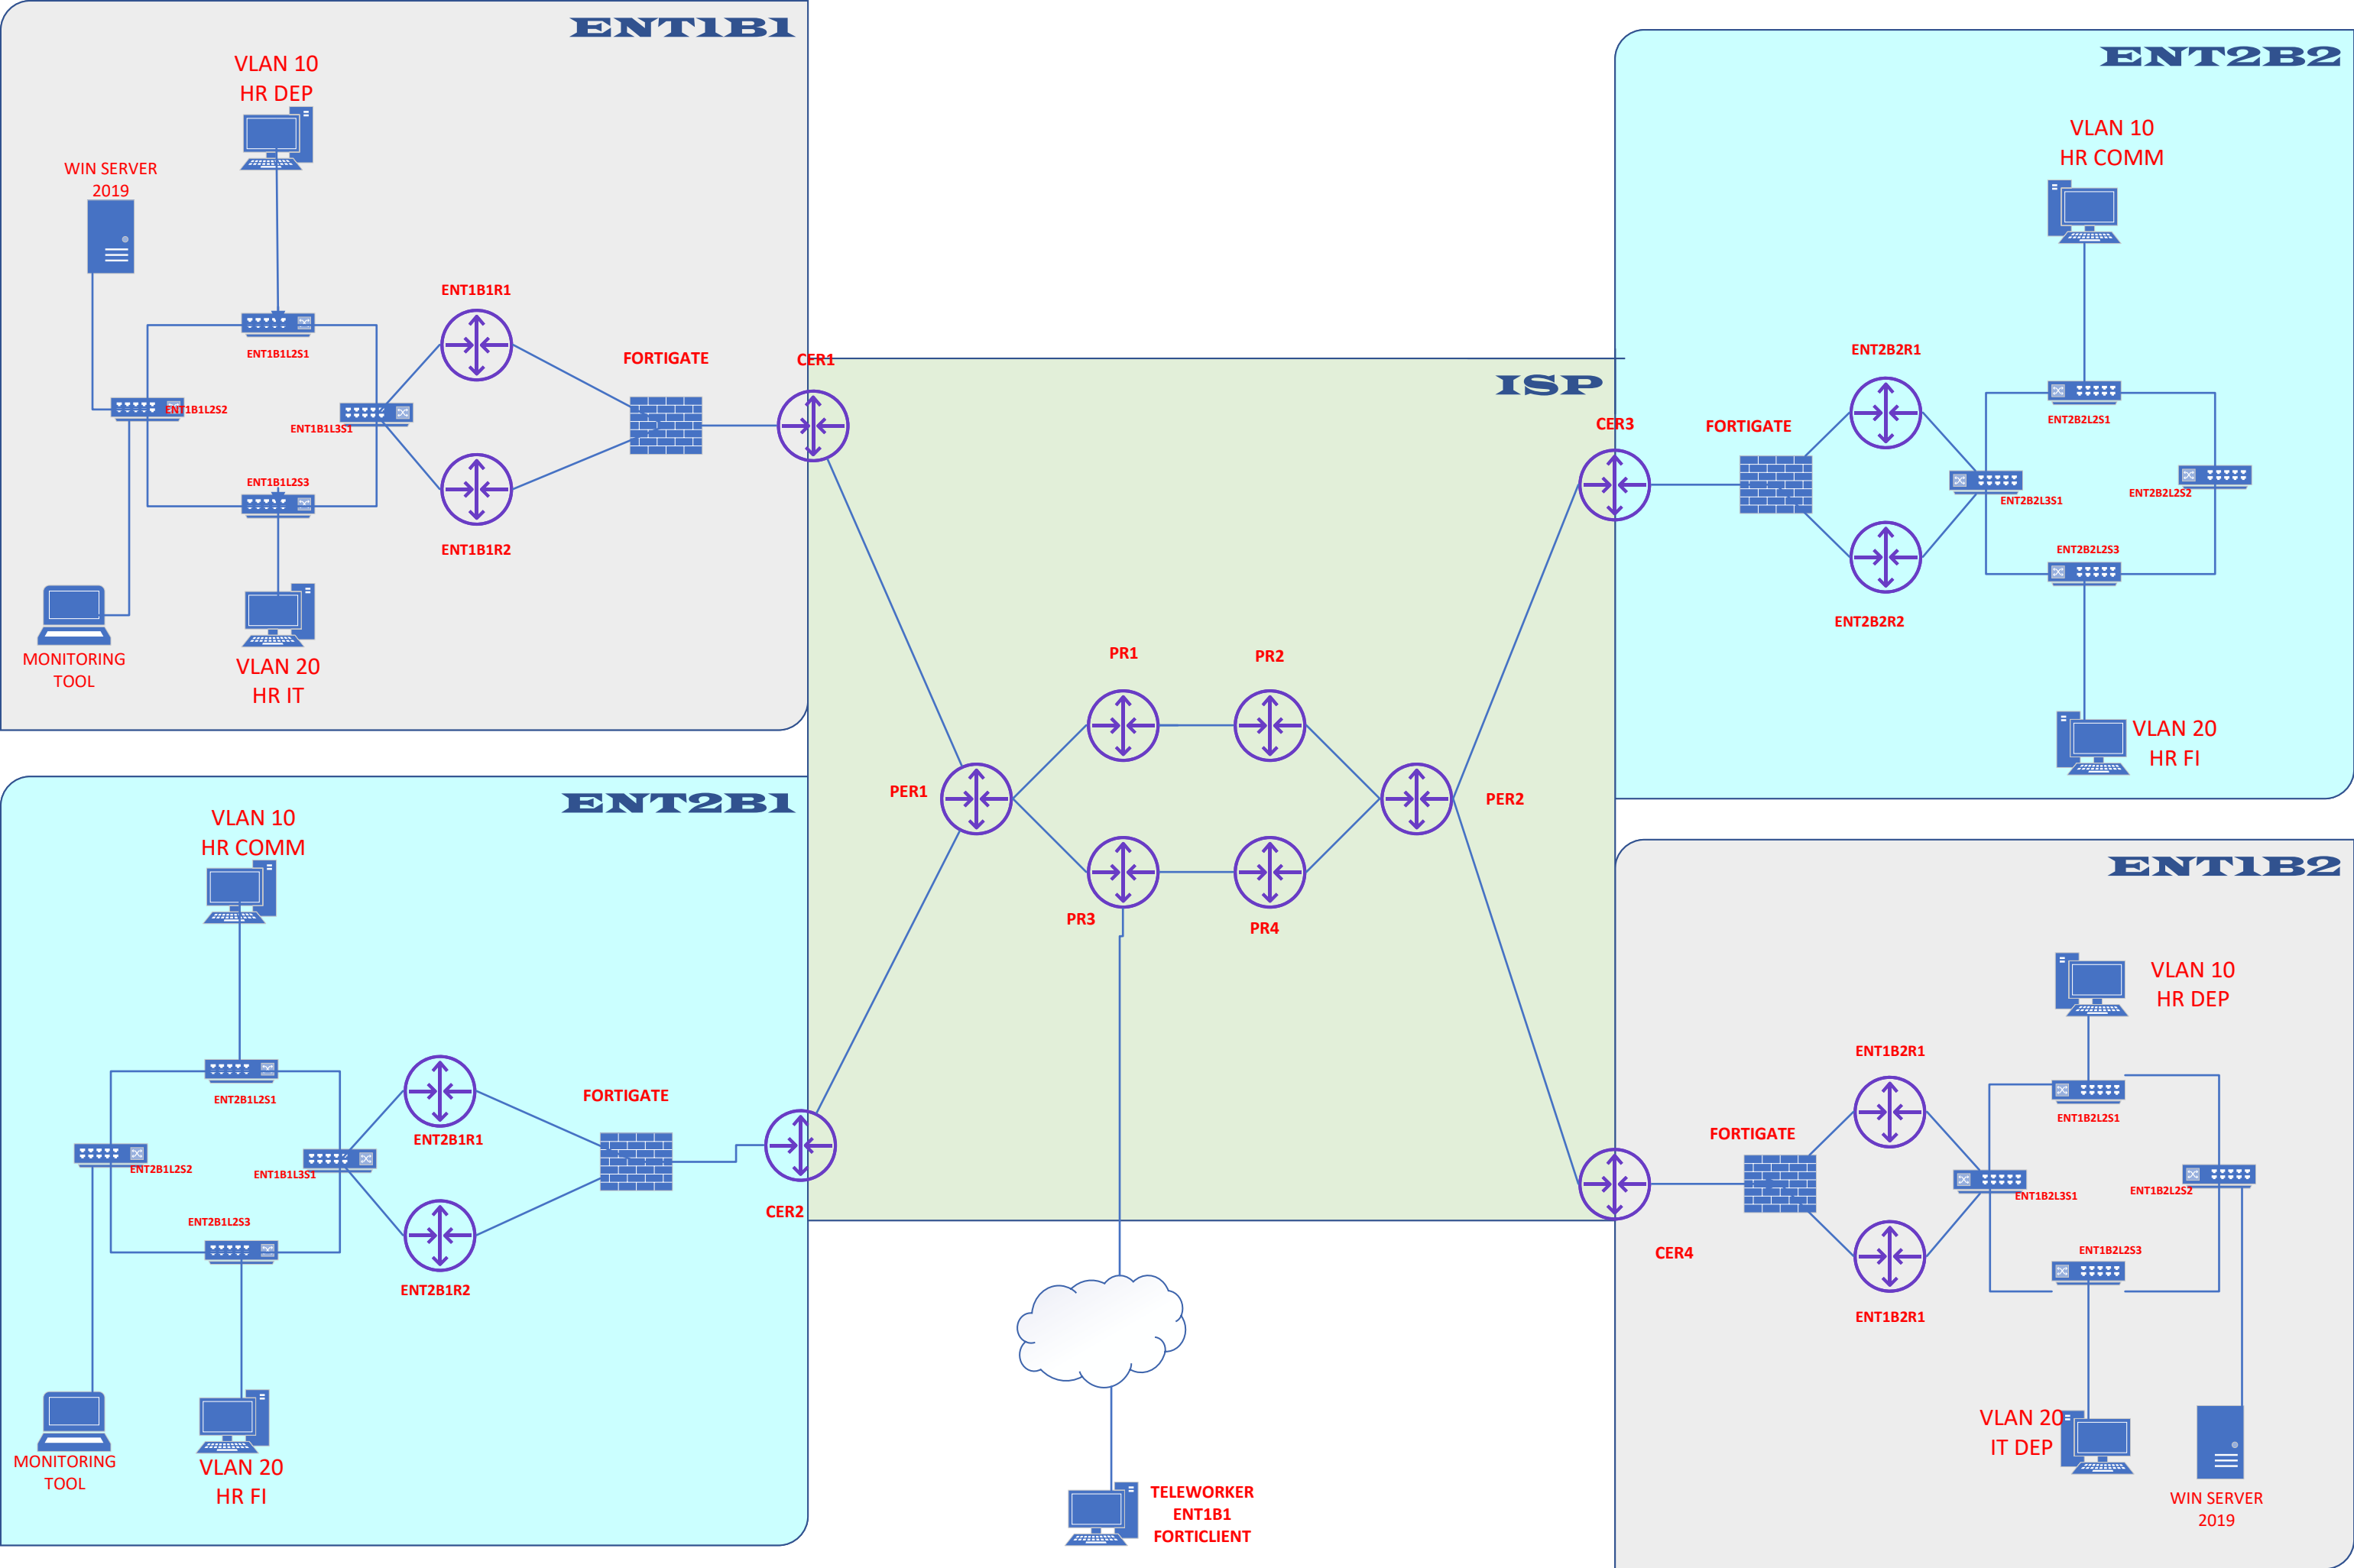 ENT1B1
VLAN 10
HR DEP
WIN SERVER
2019
ENT1B1R1
ENT1B1L2S1
FORTIGATE
CER1
ENT1B1L2S2
ENT1B1L3S1
ENT1B1L2S3
ENT1B1R2
MONITORING
TOOL
VLAN 20
HR IT
ENT2B2
VLAN 10
HR COMM
ENT2B2R1
ISP
CER3
FORTIGATE
ENT2B2L2S1
ENT2B2L2S2
ENT2B2L3S1
ENT2B2L2S3
ENT2B2R2
VLAN 20
HR FI
PR1
PR2
PER1
PER2
PR3
PR4
ENT2B1
VLAN 10
HR COMM
ENT2B1L2S1
FORTIGATE
ENT2B1R1
ENT2B1L2S2
ENT1B1L3S1
CER2
ENT2B1L2S3
ENT2B1R2
MONITORING
TOOL
VLAN 20
HR FI
ENT1B2
VLAN 10
HR DEP
ENT1B2R1
ENT1B2L2S1
FORTIGATE
ENT1B2L2S2
ENT1B2L3S1
CER4
ENT1B2L2S3
ENT1B2R1
VLAN 20
IT DEP
WIN SERVER
2019
TELEWORKER
ENT1B1
FORTICLIENT